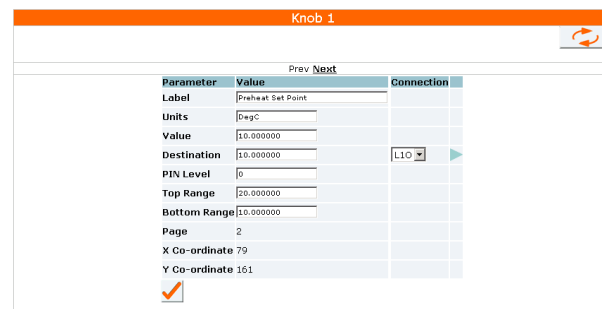 Knob 1
Prev Next
Parameter Value Connection
Label Preheat Set Point
Units DegC
Value 10.000000
Destination 10.000000 L10
PIN Level 0
Top Range 20.000000
Bottom Range 10.000000
Page 2
X Co-ordinate 79
Y Co-ordinate 161